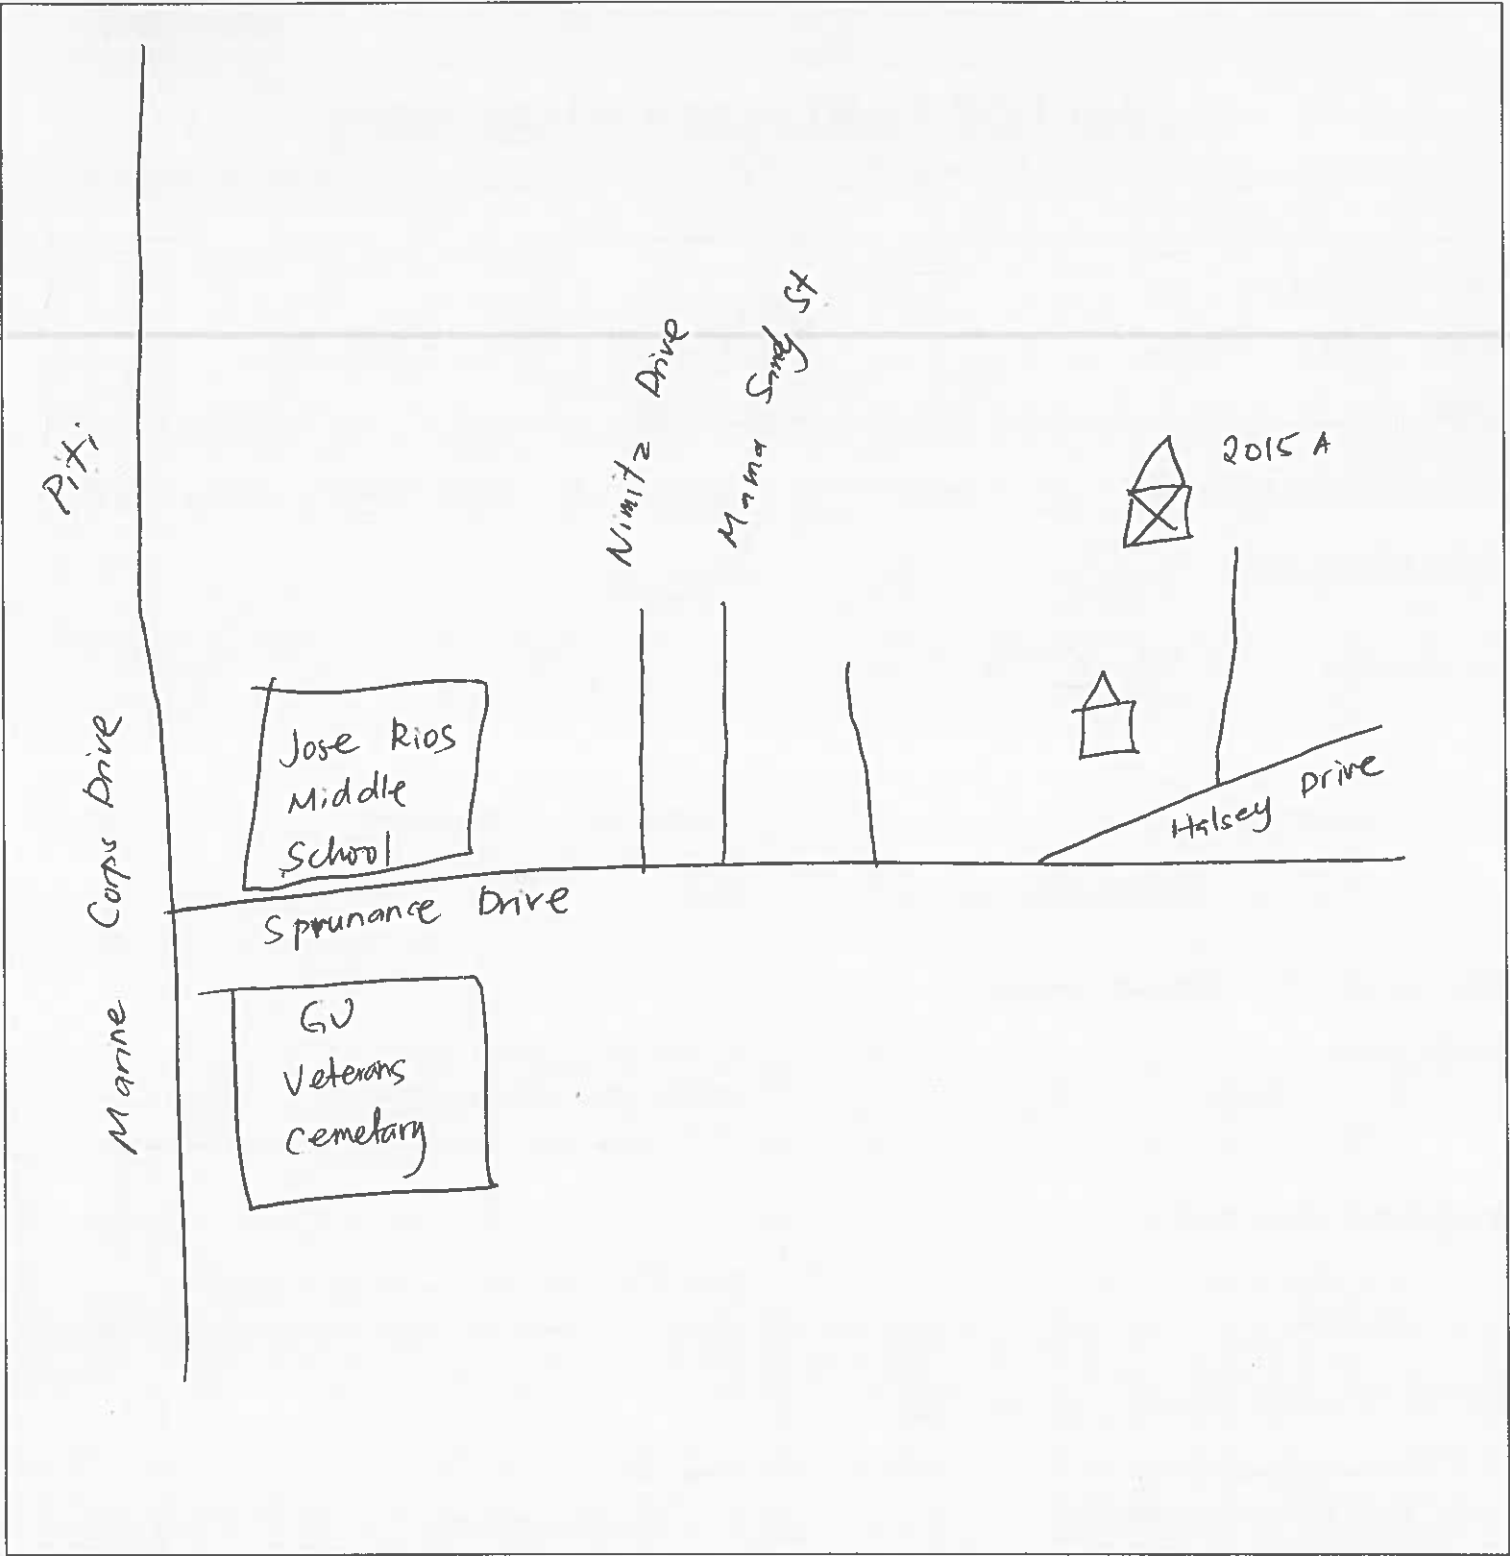 Piti
Marine Corps Drive
Nimitz Drive
Mama Sandy St
2015 A
Jose Rios
Middle
School
Halsey Drive
Sprunance Drive
GU
Veterans
Cemetary